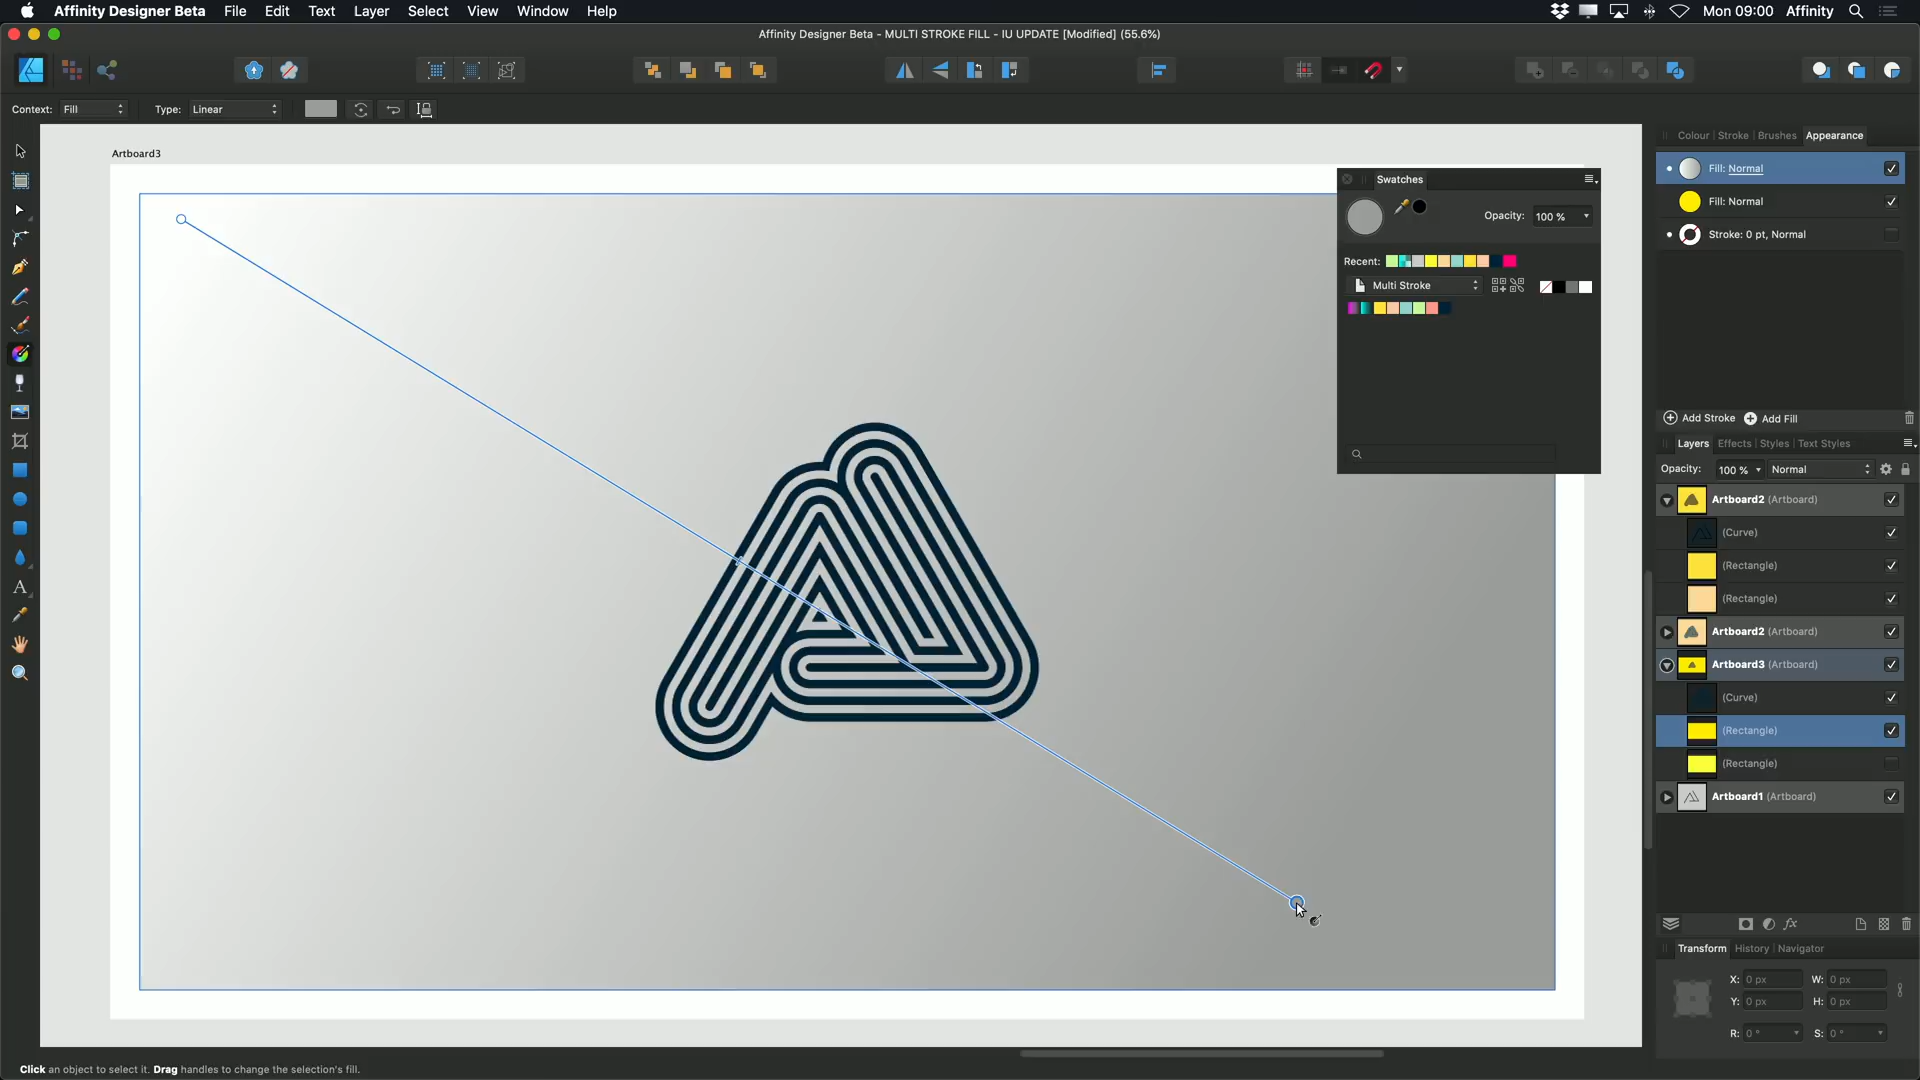 Affinity Designer Beta File Edit Text Layer Select View Window Help Mon 09:00 Affinity
Affinity Designer Beta - MULTI STROKE FILL - IU UPDATE [Modified] (55.6%)
Context: Fill Type: Linear
Colour Stroke Brushes Appearance
Artboard3
Fill: Normal
Swatches
Fill: Normal
Opacity: 100 %
Stroke: 0 pt, Normal
Recent:
Multi Stroke
Add Stroke Add Fill
Layers Effects Styles Text Styles
Opacity: 100 % Normal
Artboard2 (Artboard)
(Curve)
(Rectangle)
(Rectangle)
Artboard2 (Artboard)
Artboard3 (Artboard)
(Curve)
(Rectangle)
(Rectangle)
Artboard1 (Artboard)
fx
Transform History Navigator
X: 0 px W: 0 px
Y: 0 px H: 0 px
R: 0 ° S: 0 °
Click an object to select it. Drag handles to change the selection's fill.